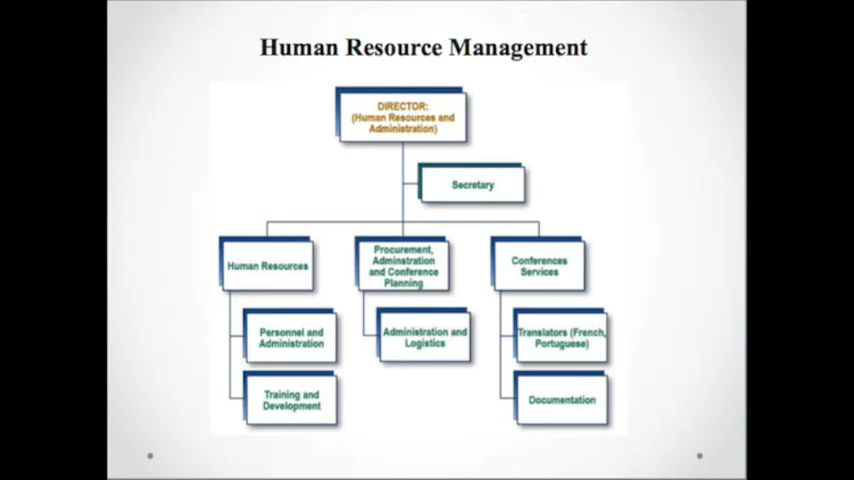 Human Resource Management
DIRECTOR:
(Human Resources and
Administration)
Secretary
Human Resources
Procurement,
Adminstration
and Conference
Planning
Conferences
Services
Personnel and
Administration
Administration and
Logistics
Translators (French,
Portuguese)
Training and
Development
Documentation